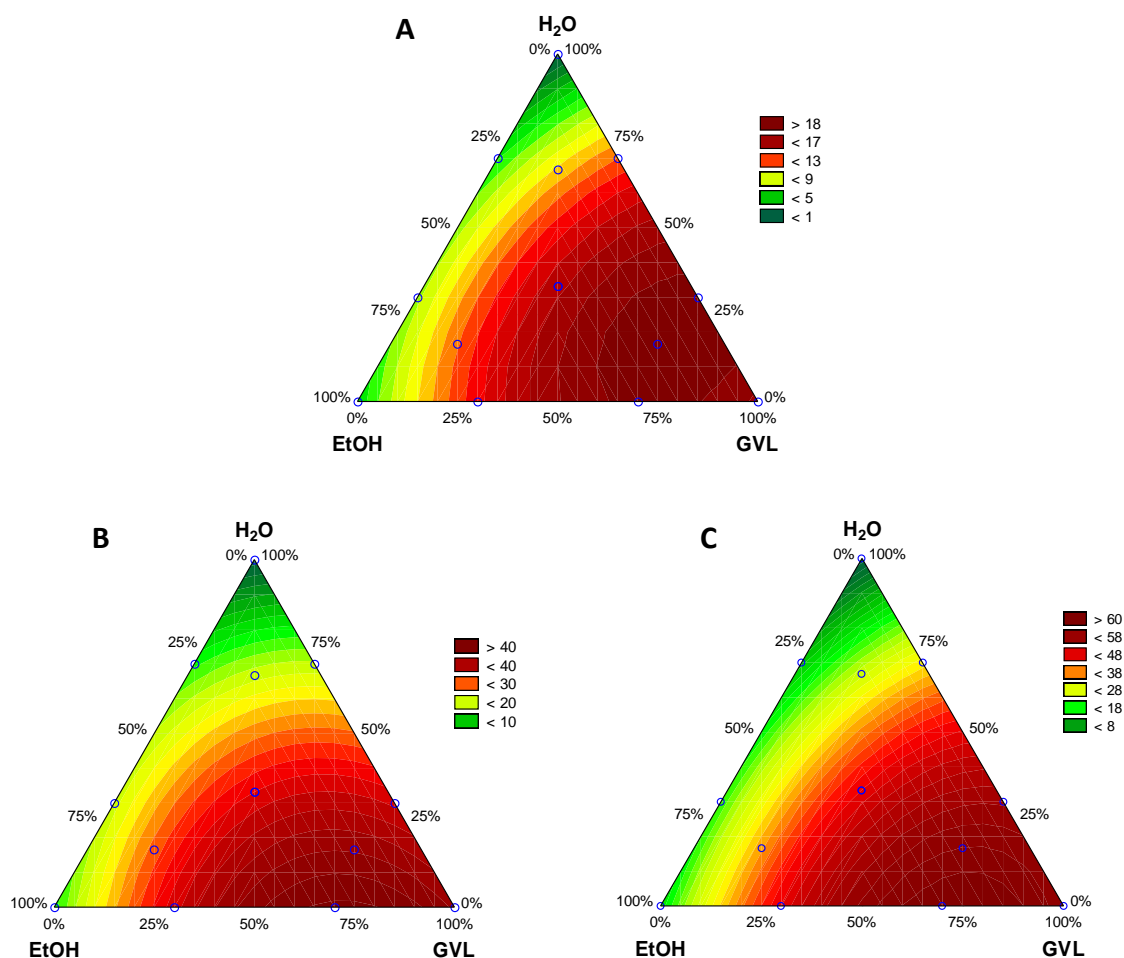 A
H₂O
0% 100%
25% 75%
50% 50%
75% 25%
100% 0%
0% 25% 50% 75% 100%
EtOH GVL
> 18
< 17
< 13
< 9
< 5
< 1
B
H₂O
0% 100%
25% 75%
50% 50%
75% 25%
100% 0%
0% 25% 50% 75% 100%
EtOH GVL
> 40
< 40
< 30
< 20
< 10
C
H₂O
0% 100%
25% 75%
50% 50%
75% 25%
100% 0%
0% 25% 50% 75% 100%
EtOH GVL
> 60
< 58
< 48
< 38
< 28
< 18
< 8